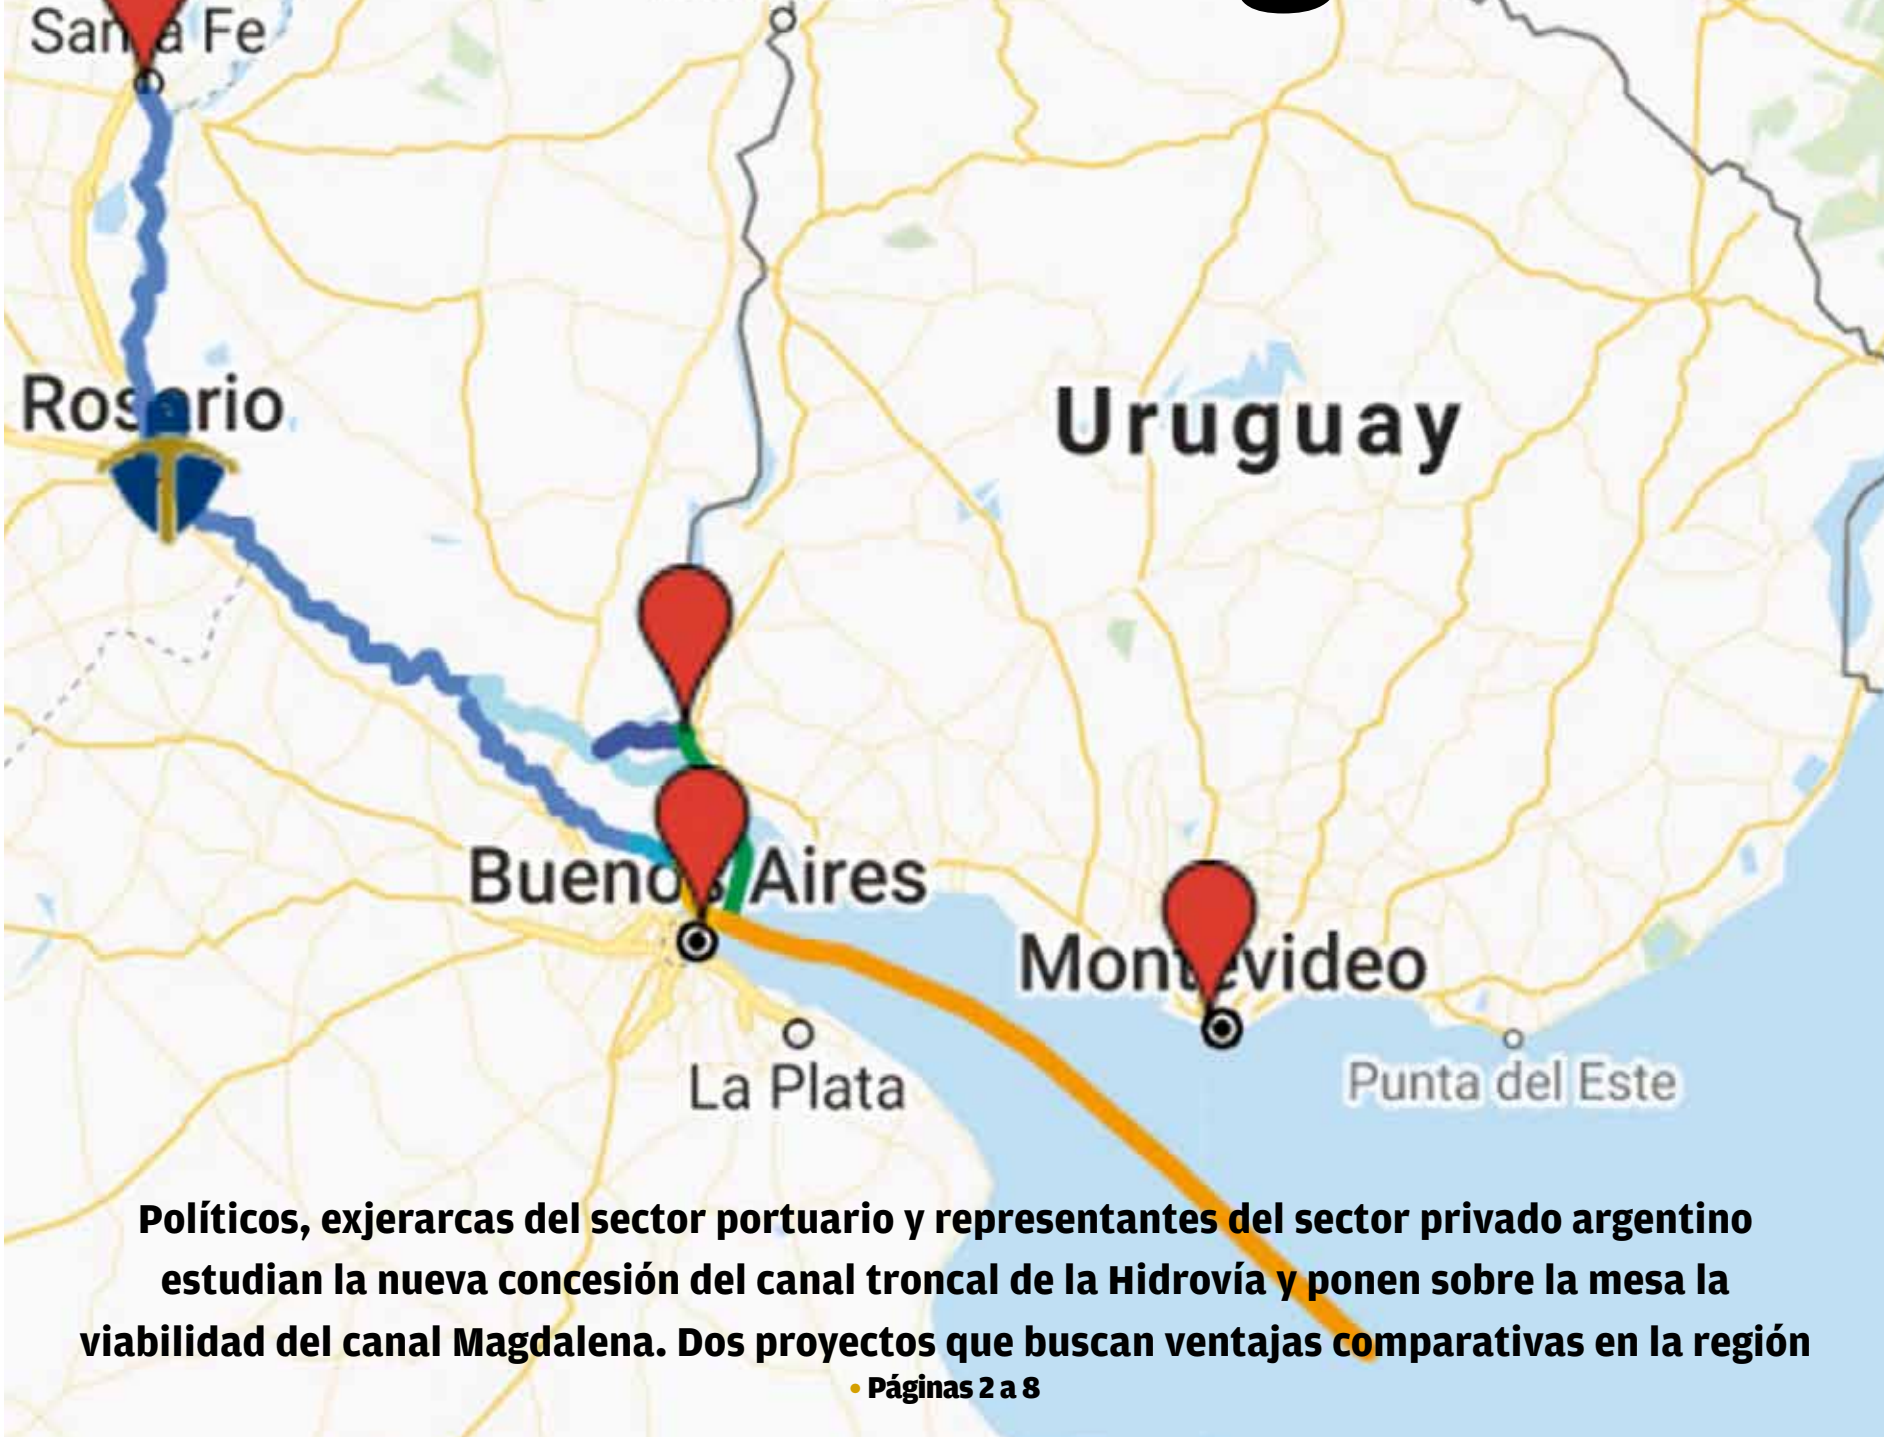 Santa Fe
Rosario
Uruguay
Buenos Aires
Montevideo
La Plata
Punta del Este
Políticos, exjerarcas del sector portuario y representantes del sector privado argentino
estudian la nueva concesión del canal troncal de la Hidrovía y ponen sobre la mesa la
viabilidad del canal Magdalena. Dos proyectos que buscan ventajas comparativas en la región
• Páginas 2 a 8